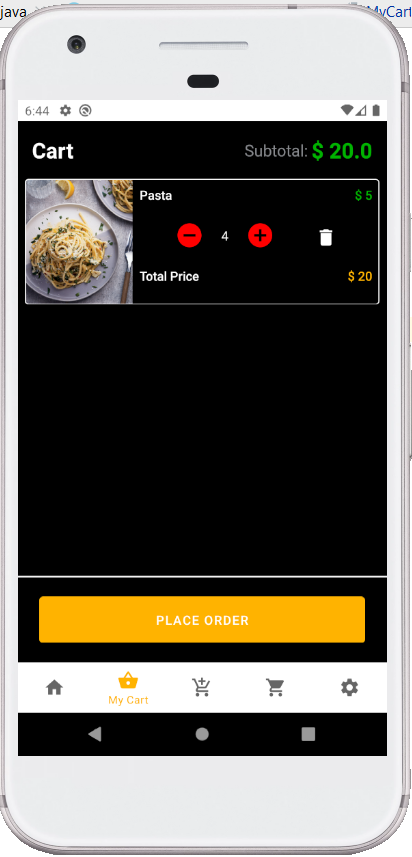 java
MyCart
6:44
Cart
Subtotal: $ 20.0
Pasta
$ 5
4
Total Price
$ 20
PLACE ORDER
My Cart